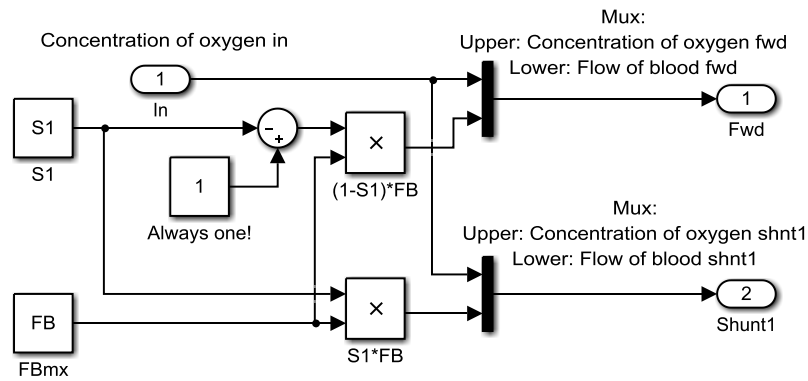 Mux:
Upper: Concentration of oxygen fwd
Lower: Flow of blood fwd
Concentration of oxygen in
1
In
1
Fwd
S1
S1
-
+
×
(1-S1)*FB
1
Always one!
Mux:
Upper: Concentration of oxygen shnt1
Lower: Flow of blood shnt1
2
Shunt1
×
S1*FB
FB
FBmx